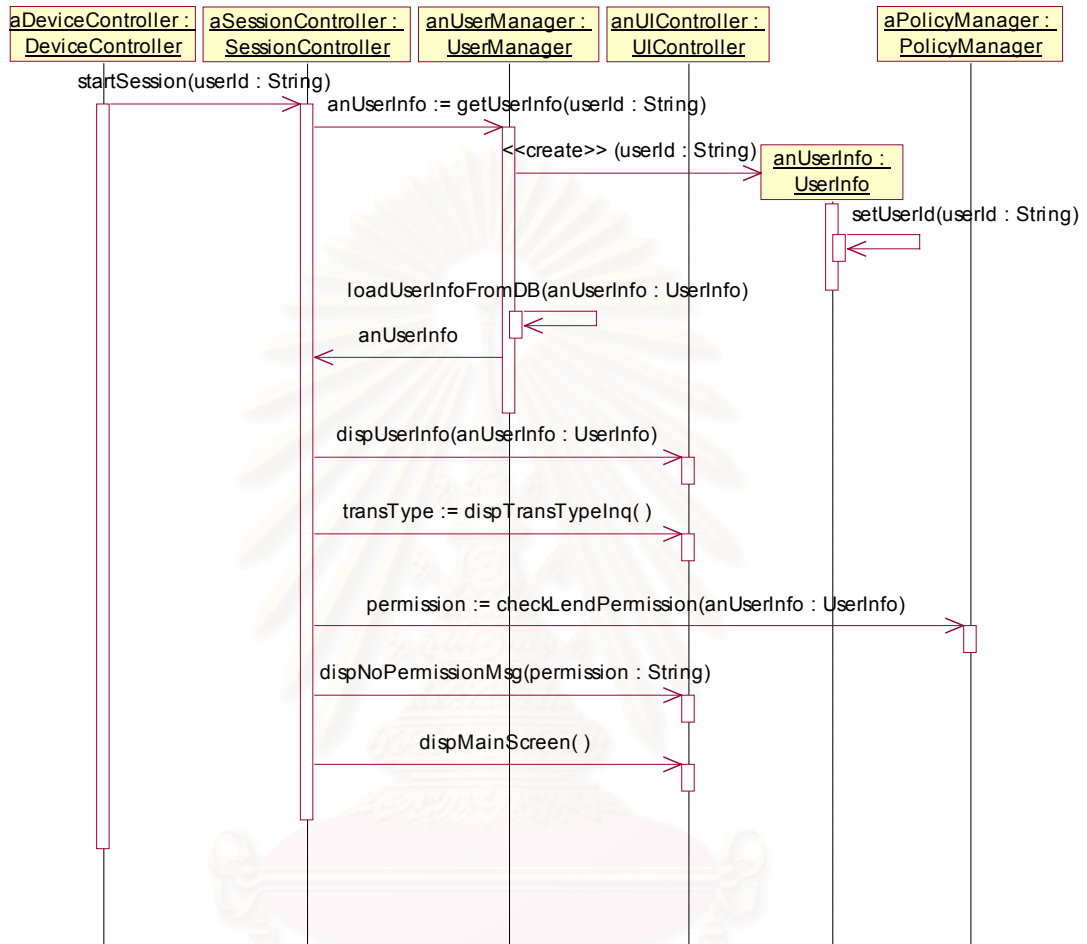 aDeviceController :
DeviceController
aSessionController :
SessionController
anUserManager :
UserManager
anUIController :
UIController
aPolicyManager :
PolicyManager
startSession(userId : String)
anUserInfo := getUserInfo(userId : String)
<<create>> (userId : String)
anUserInfo :
UserInfo
setUserId(userId : String)
loadUserInfoFromDB(anUserInfo : UserInfo)
anUserInfo
dispUserInfo(anUserInfo : UserInfo)
transType := dispTransTypeInq( )
permission := checkLendPermission(anUserInfo : UserInfo)
dispNoPermissionMsg(permission : String)
dispMainScreen( )